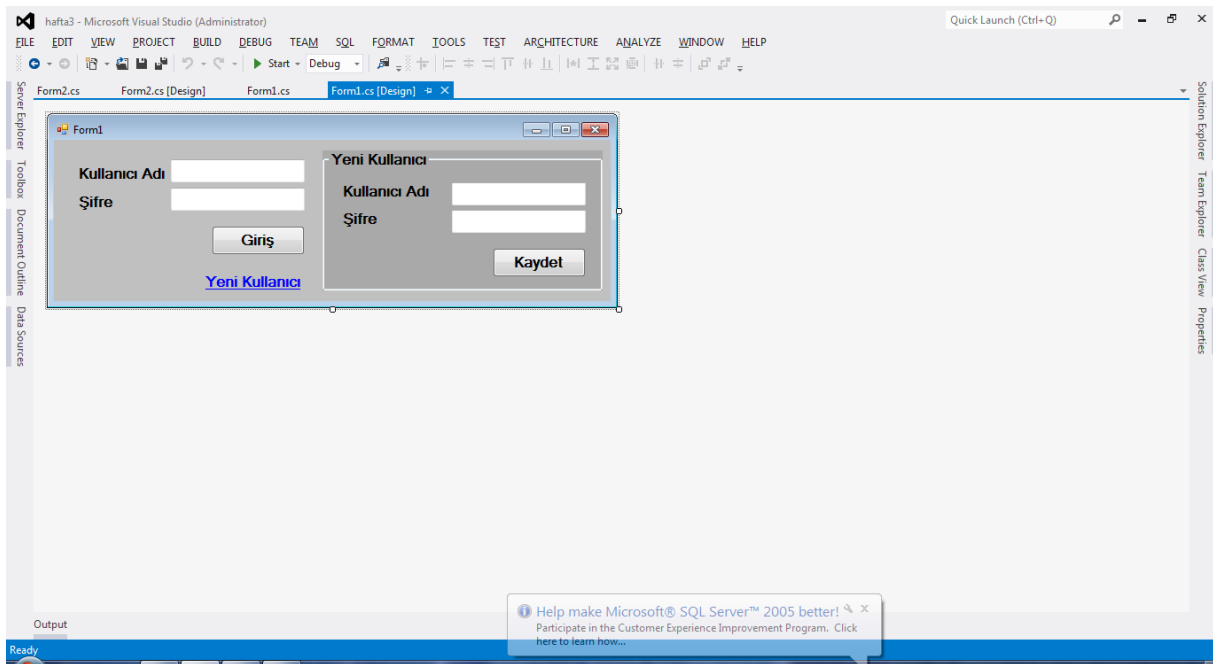 hafta3 - Microsoft Visual Studio (Administrator)
Quick Launch (Ctrl+Q)
FILE EDIT VIEW PROJECT BUILD DEBUG TEAM SQL FORMAT TOOLS TEST ARCHITECTURE ANALYZE WINDOW HELP
Start Debug
Form2.cs Form2.cs [Design] Form1.cs Form1.cs [Design]
Server Explorer
Toolbox
Document Outline
Data Sources
Form1
Kullanıcı Adı
Şifre
Giriş
Yeni Kullanıcı
Yeni Kullanıcı
Kullanıcı Adı
Şifre
Kaydet
Solution Explorer
Team Explorer
Class View
Properties
Help make Microsoft® SQL Server™ 2005 better!
Participate in the Customer Experience Improvement Program. Click
here to learn how...
Output
Ready